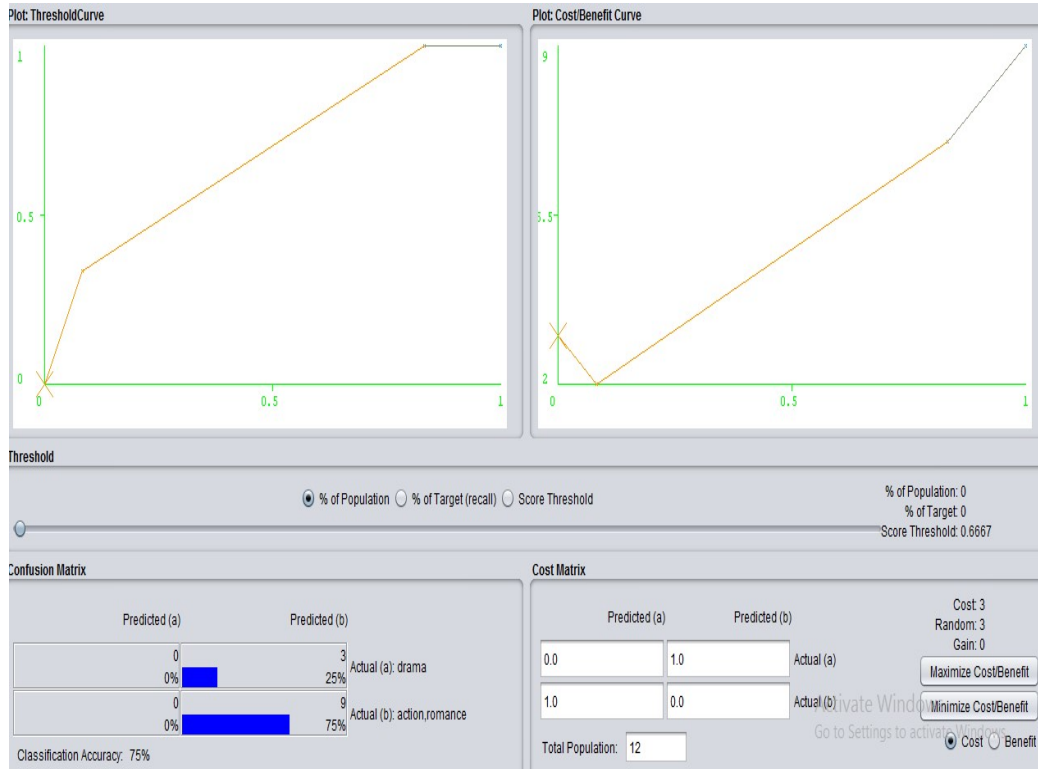 Plot: ThresholdCurve
1
0.5
0
0
0.5
1
Plot: Cost/Benefit Curve
9
5.5
2
0
0.5
1
Threshold
% of Population % of Target (recall) Score Threshold
% of Population: 0
% of Target: 0
Score Threshold: 0.6667
Confusion Matrix
Predicted (a) Predicted (b)
0 3
0% 25% Actual (a): drama
0 9
0% 75% Actual (b): action,romance
Classification Accuracy: 75%
Cost Matrix
Predicted (a) Predicted (b)
0.0 1.0 Actual (a)
1.0 0.0 Actual (b)
Total Population: 12
Cost: 3
Random: 3
Gain: 0
Maximize Cost/Benefit
Minimize Cost/Benefit
Cost Benefit
Activate Windows
Go to Settings to activate Windows.